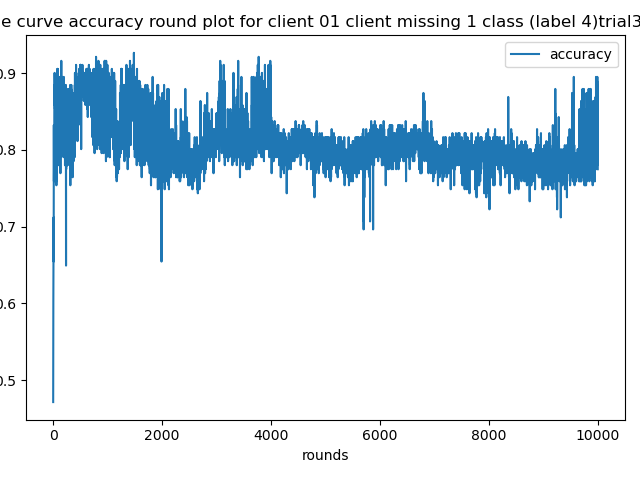 e curve accuracy round plot for client 01 client missing 1 class (label 4)trial3
accuracy
0.9
0.8
0.7
0.6
0.5
0 2000 4000 6000 8000 10000
rounds